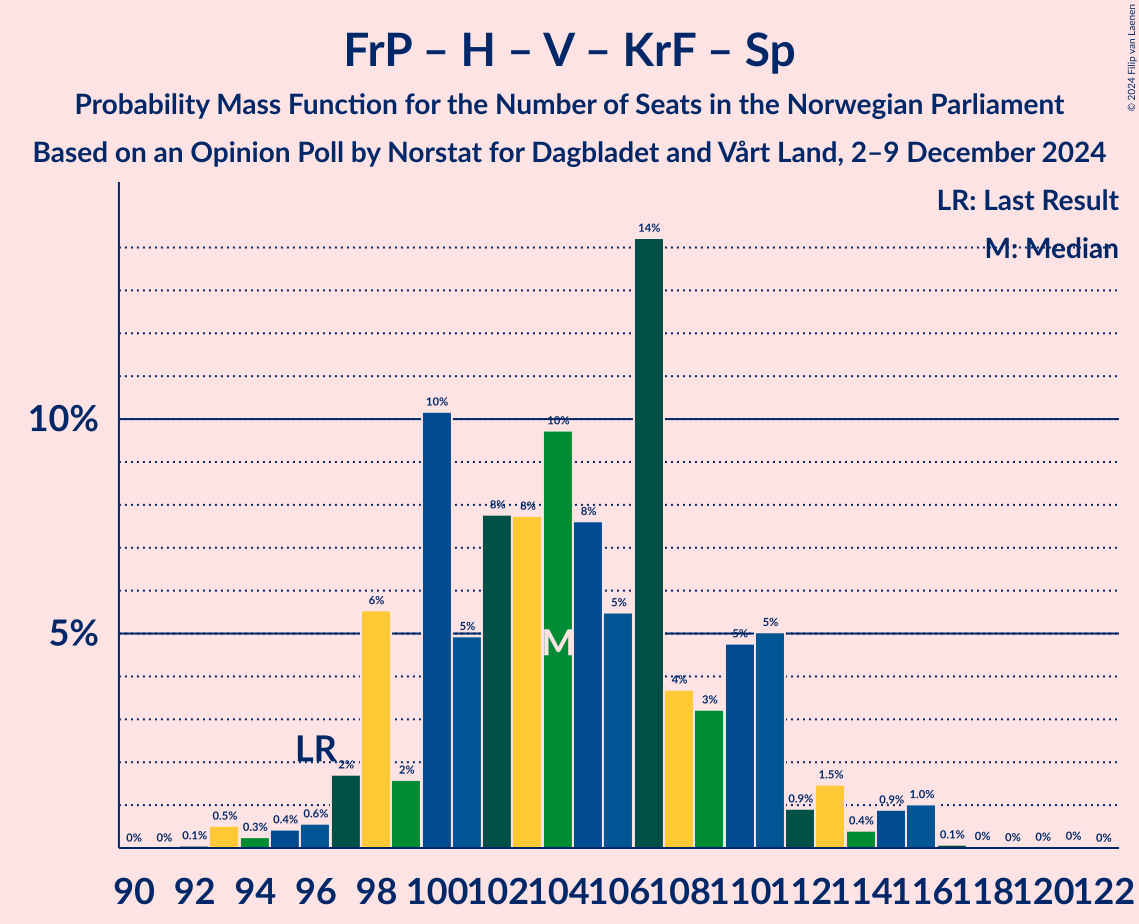 FrP – H – V – KrF – Sp
Probability Mass Function for the Number of Seats in the Norwegian Parliament
Based on an Opinion Poll by Norstat for Dagbladet and Vårt Land, 2–9 December 2024
© 2024 Filip van Laenen
LR: Last Result
M: Median
10%
5%
0% 0% 0.1% 0.5% 0.3% 0.4% 0.6% 2% 6% 2% 10% 5% 8% 8% 10% 8% 5% 14% 4% 3% 5% 5% 0.9% 1.5% 0.4% 0.9% 1.0% 0.1% 0% 0% 0% 0% 0%
LR
M
90 92 94 96 98 100 102 104 106 108 110 112 114 116 118 120 122